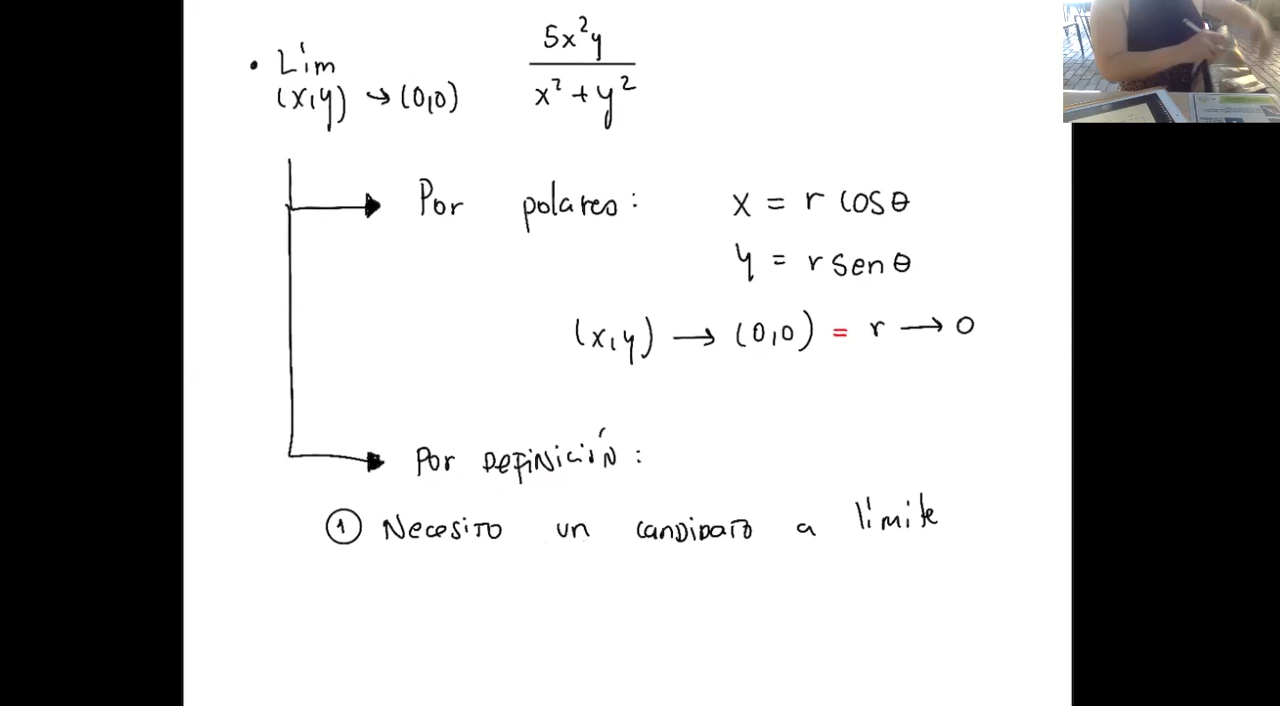 • Lím 5x²y
(x,y) → (0,0) x² + y²
Por polares: x = r cosθ
y = r senθ
(x,y) → (0,0) = r → 0
Por Definición:
① Necesito un candidato a límite